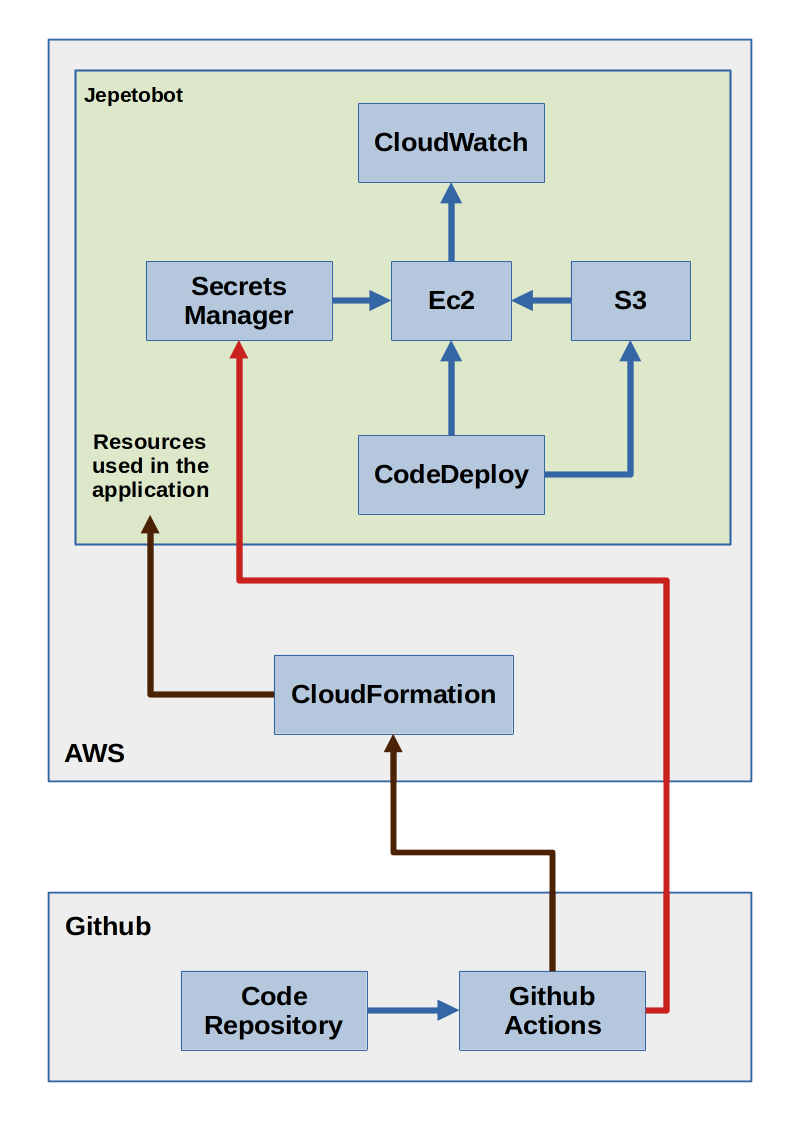 Jepetobot
CloudWatch
Secrets
Manager
Ec2
S3
Resources
used in the
application
CodeDeploy
CloudFormation
AWS
Github
Code
Repository
Github
Actions